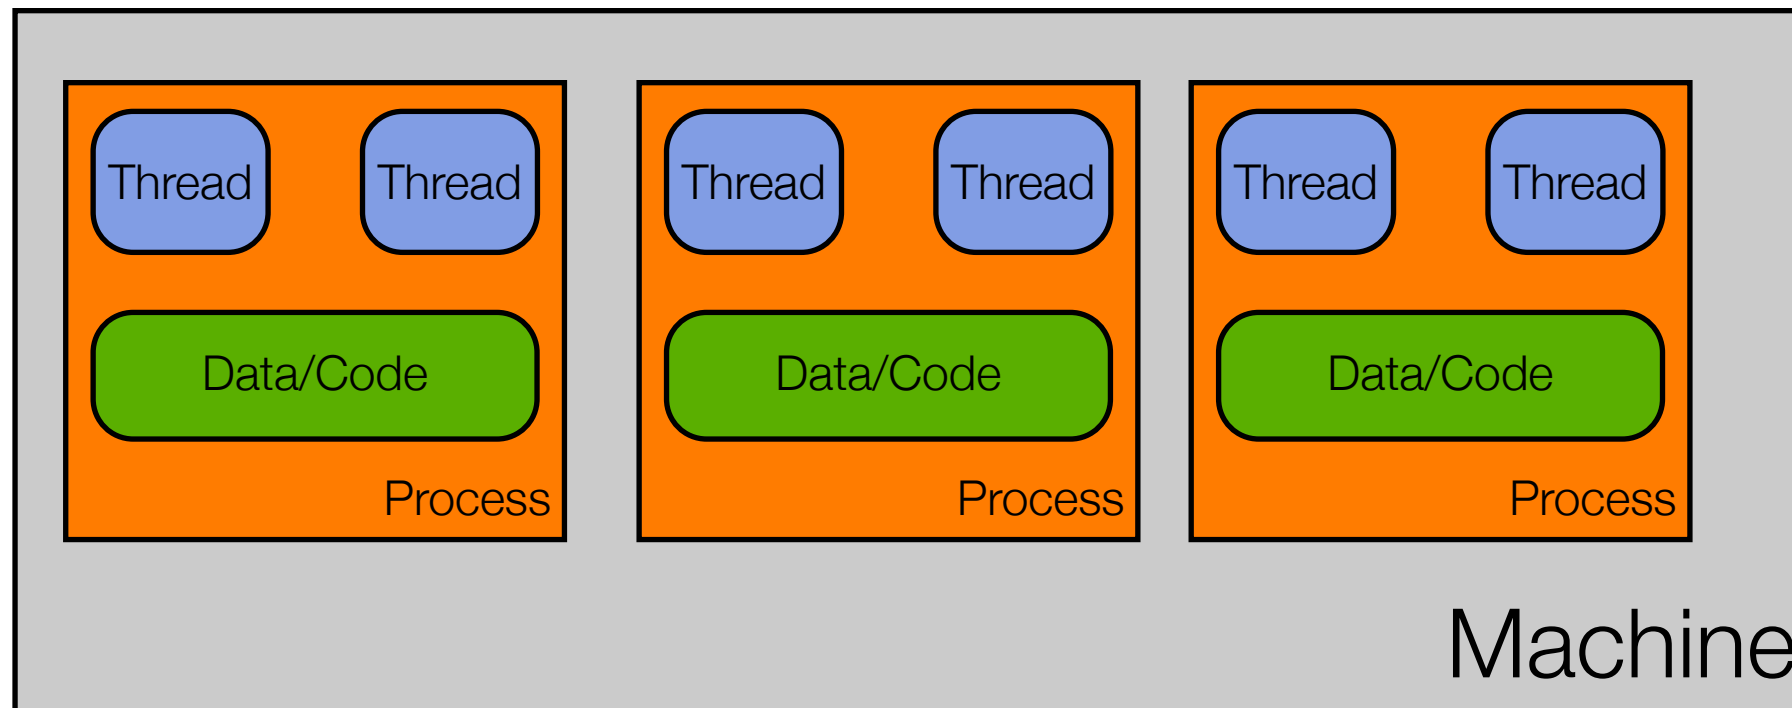 Thread Thread Thread Thread Thread Thread
Data/Code Data/Code Data/Code
Process Process Process
Machine